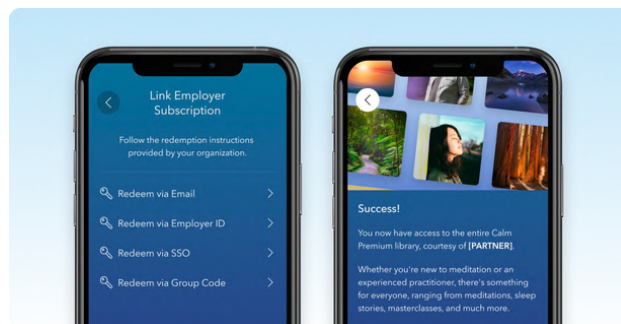 Link Employer
Subscription
Follow the redemption instructions
provided by your organization.
Redeem via Email
Redeem via Employer ID
Redeem via SSO
Redeem via Group Code
Success!
You now have access to the entire Calm
Premium library, courtesy of [PARTNER].
Whether you're new to meditation or an
experienced practitioner, there's something
for everyone, ranging from meditations, sleep
stories, masterclasses, and much more.